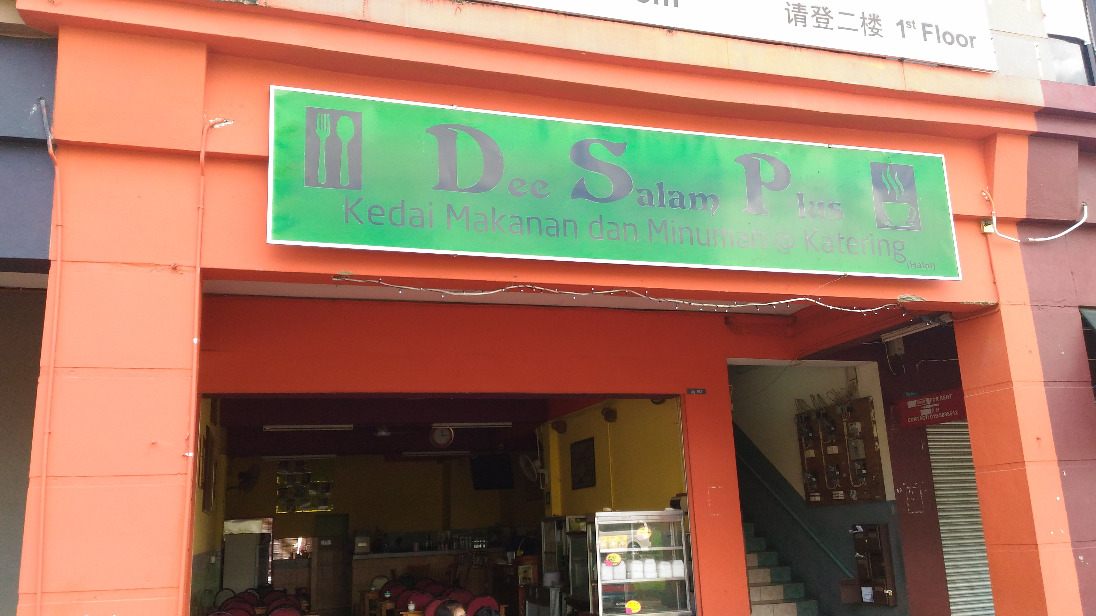 请登二楼 1st Floor
Dee Salam Plus
Kedai Makanan dan Minuman @ Katering
(Halal)